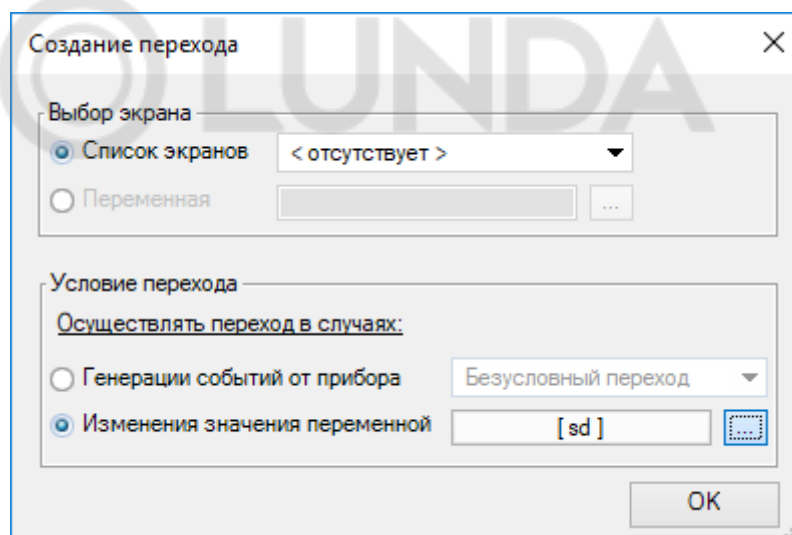 LUNDA
Создание перехода
Выбор экрана
Список экранов < отсутствует >
Переменная ...
Условие перехода
Осуществлять переход в случаях:
Генерации событий от прибора Безусловный переход
Изменения значения переменной [ sd ] ...
OK